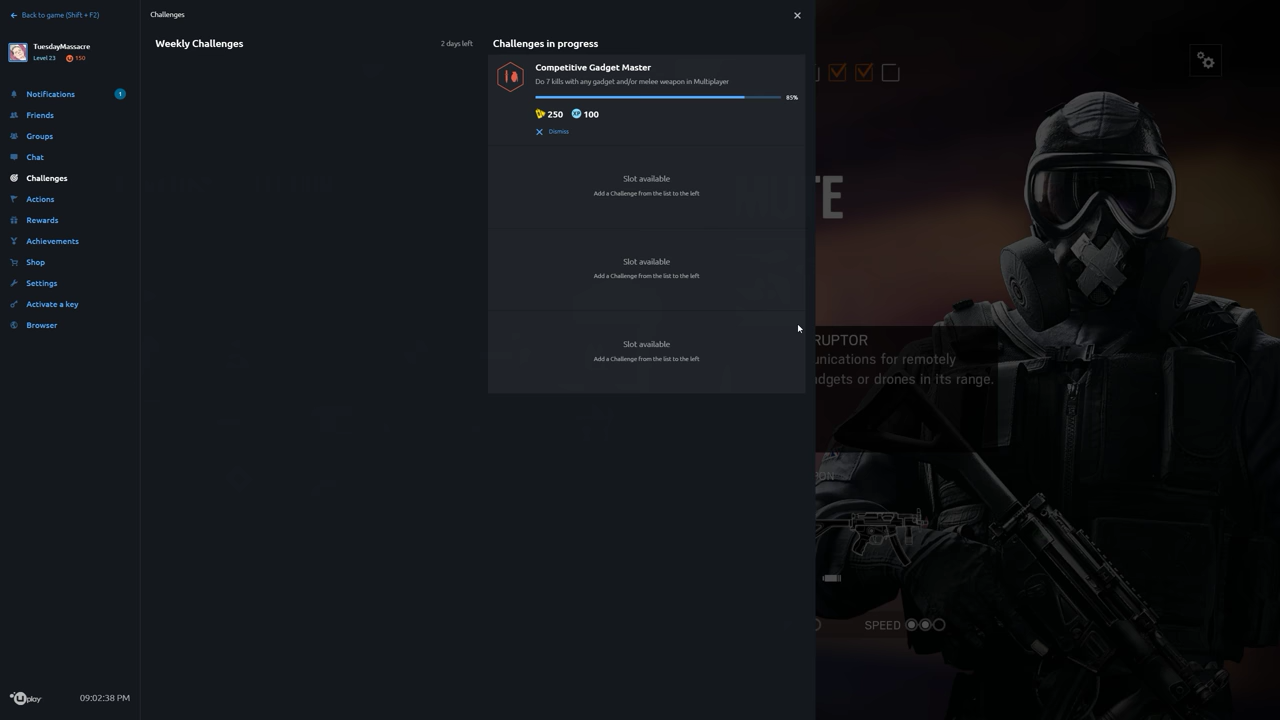 Back to game (Shift + F2)
Challenges
TuesdayMassacre
Level 23
150
Weekly Challenges
2 days left
Challenges in progress
Notifications
1
Friends
Groups
Chat
Challenges
Actions
Rewards
Achievements
Shop
Settings
Activate a key
Browser
Competitive Gadget Master
Do 7 kills with any gadget and/or melee weapon in Multiplayer
85%
250
XP 100
Dismiss
Slot available
Add a Challenge from the list to the left
Slot available
Add a Challenge from the list to the left
Slot available
Add a Challenge from the list to the left
TE
RUPTOR
unications for remotely
adgets or drones in its range.
SPEED
uplay
09:02:38 PM